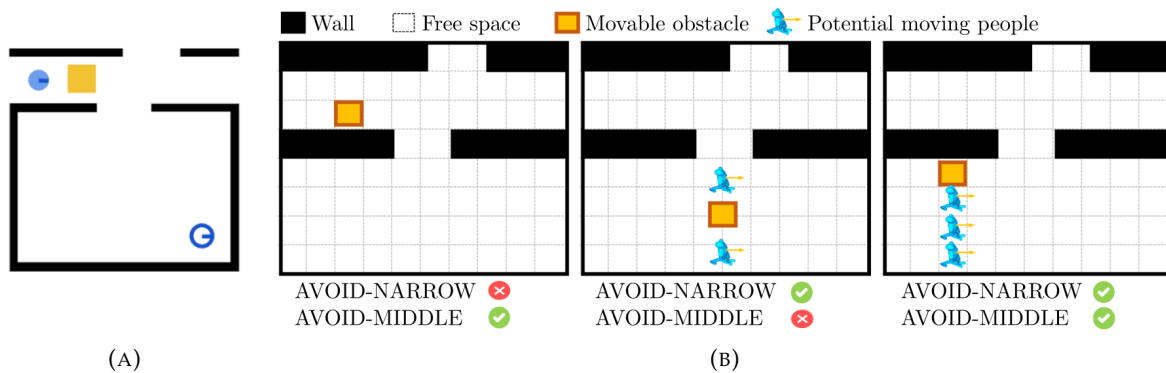 Wall Free space Movable obstacle Potential moving people
AVOID-NARROW AVOID-NARROW AVOID-NARROW
AVOID-MIDDLE AVOID-MIDDLE AVOID-MIDDLE
(A) (B)